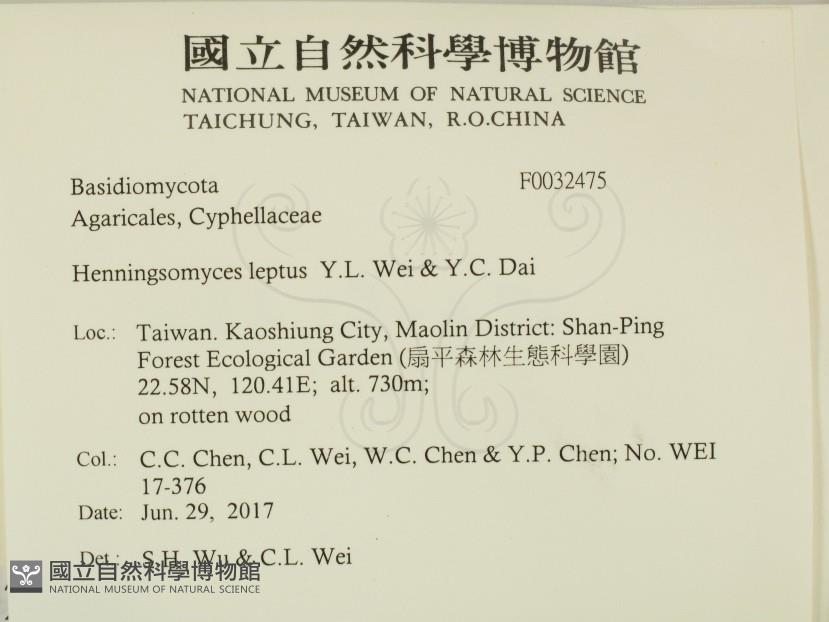 國立自然科學博物館
NATIONAL MUSEUM OF NATURAL SCIENCE
TAICHUNG, TAIWAN, R.O.CHINA
Basidiomycota F0032475
Agaricales, Cyphellaceae
Henningsomyces leptus Y.L. Wei & Y.C. Dai
Loc.: Taiwan. Kaoshiung City, Maolin District: Shan-Ping
Forest Ecological Garden (扇平森林生態科學園)
22.58N, 120.41E; alt. 730m;
on rotten wood
Col.: C.C. Chen, C.L. Wei, W.C. Chen & Y.P. Chen; No. WEI
17-376
Date: Jun. 29, 2017
Det.: S.H. Wu & C.L. Wei
國立自然科學博物館
NATIONAL MUSEUM OF NATURAL SCIENCE